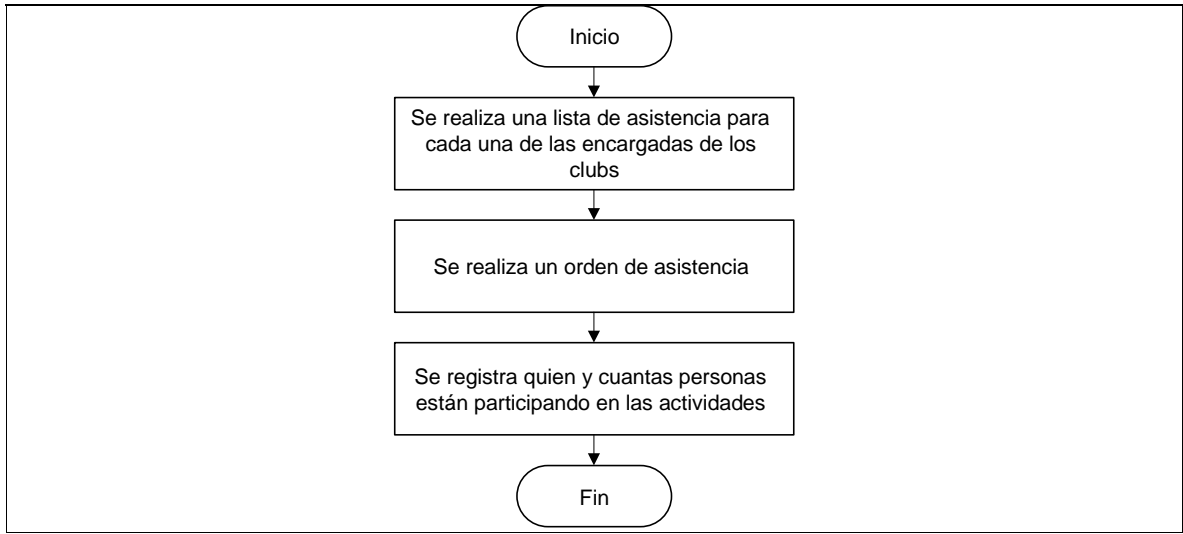 Inicio
Se realiza una lista de asistencia para
cada una de las encargadas de los
clubs
Se realiza un orden de asistencia
Se registra quien y cuantas personas
están participando en las actividades
Fin